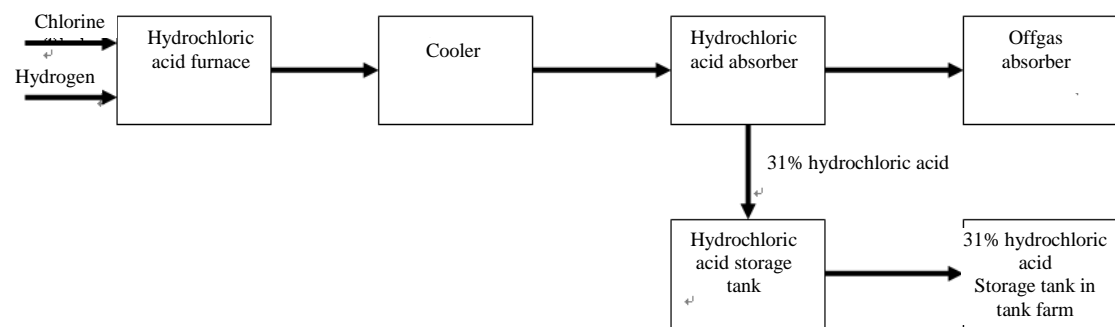 Chlorine
Hydrogen
Hydrochloric
acid furnace
Cooler
Hydrochloric
acid absorber
Offgas
absorber
31% hydrochloric acid
Hydrochloric
acid storage
tank
31% hydrochloric
acid
Storage tank in
tank farm